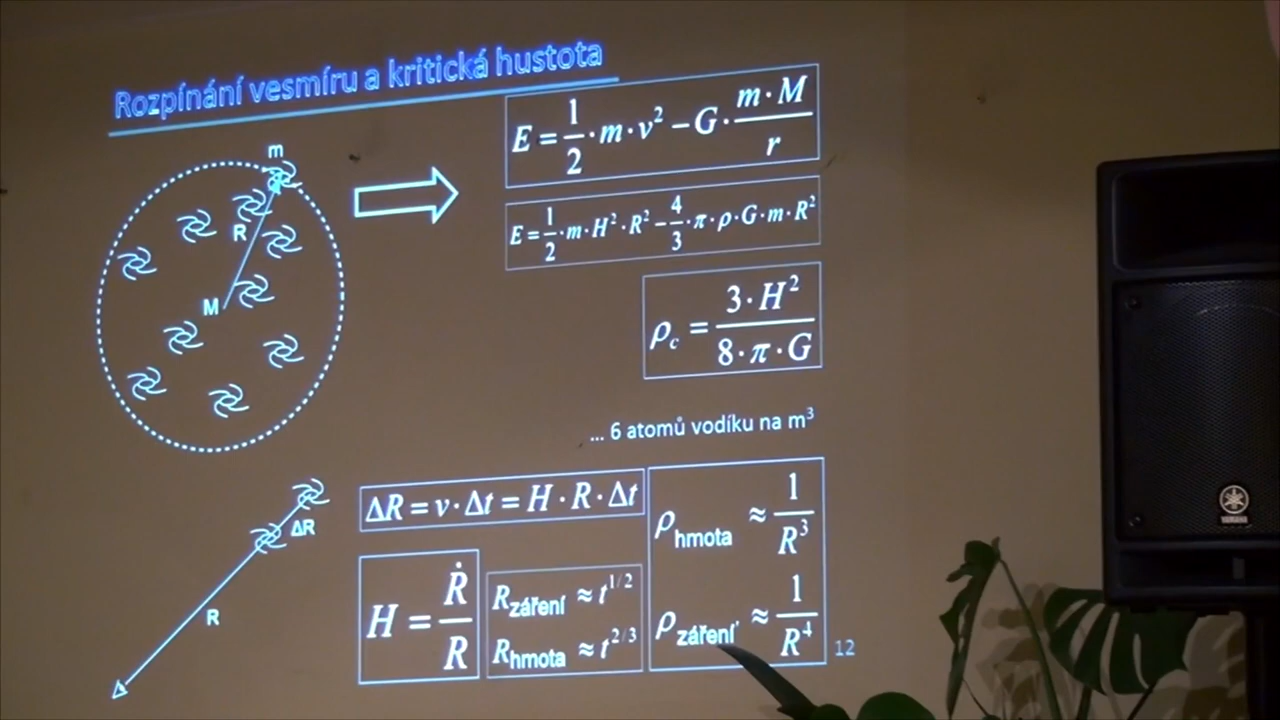 Rozpínání vesmíru a kritická hustota
m
R
M
E = 1/2 · m · v² − G · m · M / r
E = 1/2 · m · H² · R² − 4/3 · π · ρ · G · m · R²
ρc = 3 · H² / 8 · π · G
... 6 atomů vodíku na m³
ΔR
R
ΔR = v · Δt = H · R · Δt
H = Ṙ / R
Rzáření ≈ t^1/2
Rhmota ≈ t^2/3
ρhmota ≈ 1 / R³
ρzáření ≈ 1 / R⁴
12
YAMAHA